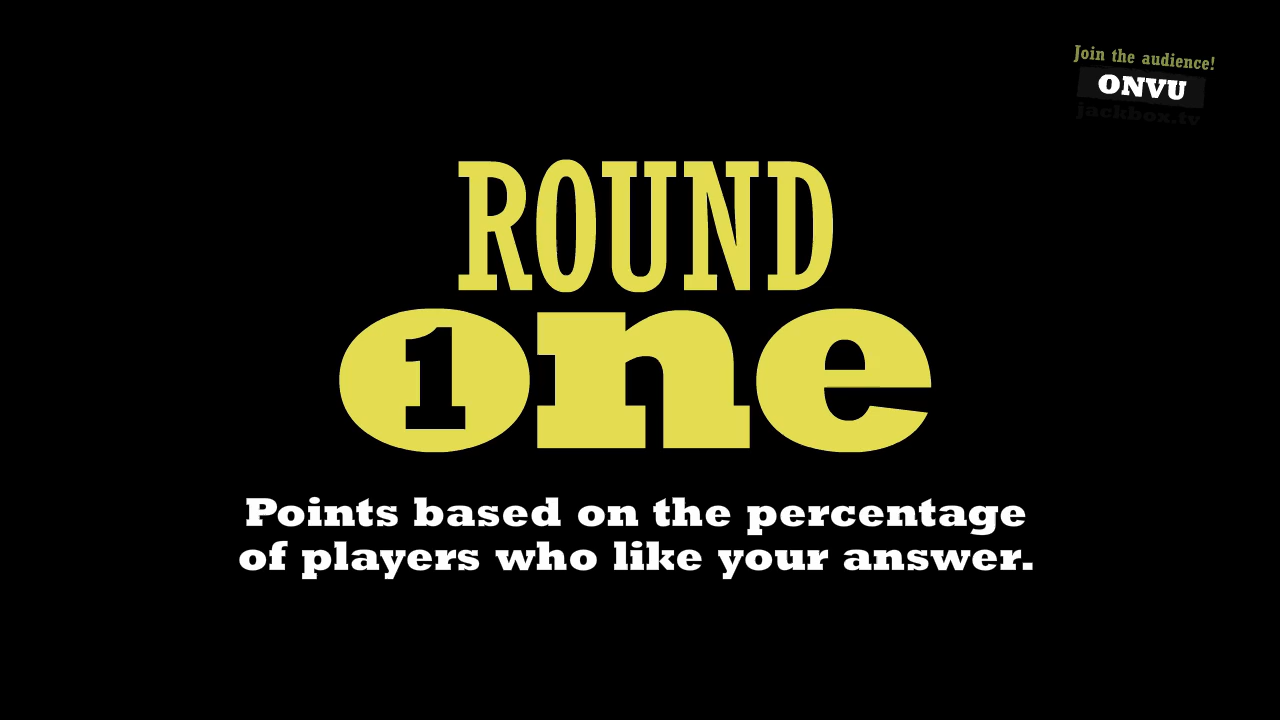 Join the audience!
ONVU
jackbox.tv
ROUND
1
one
Points based on the percentage
of players who like your answer.